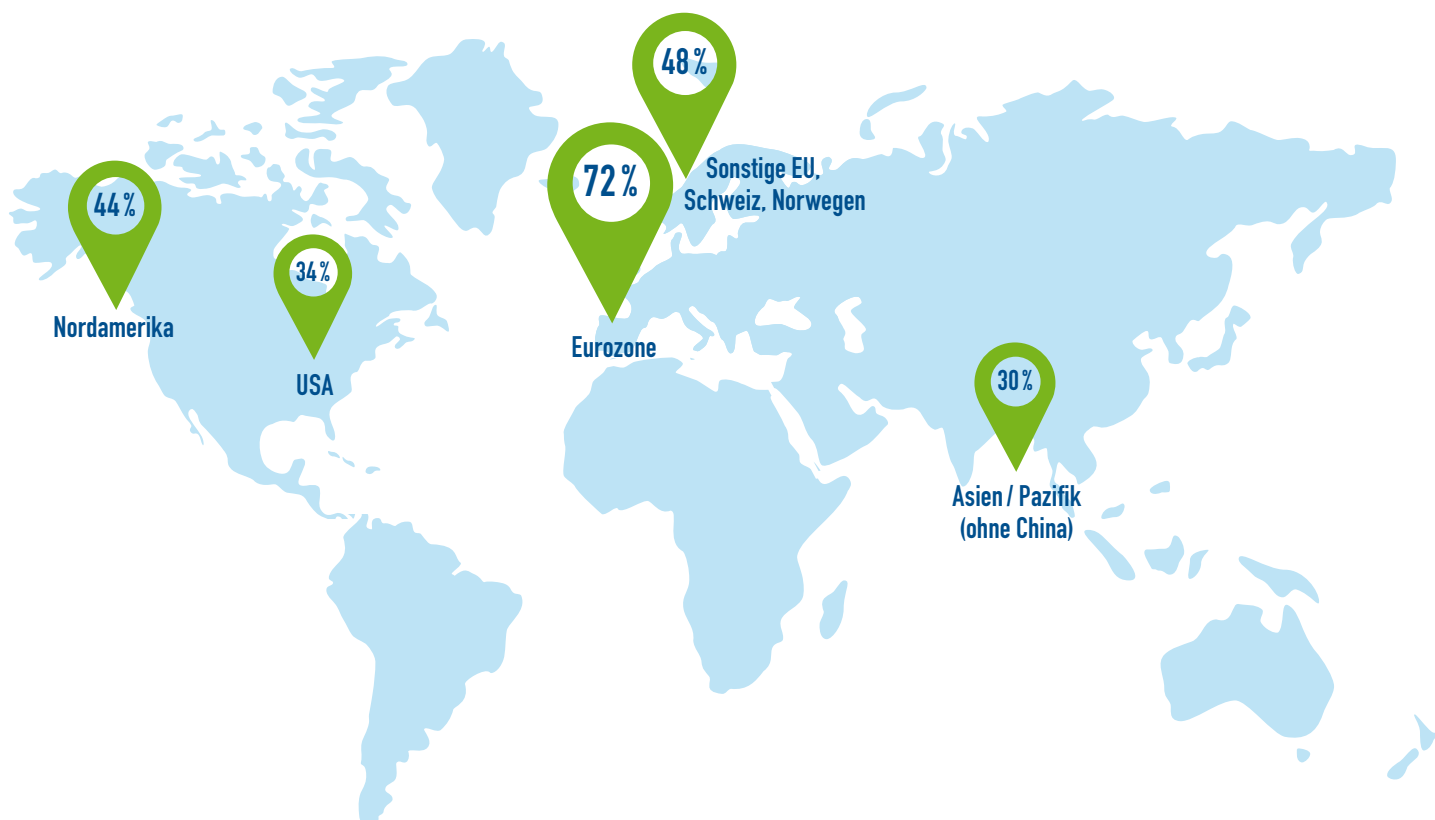 48 %
Sonstige EU,
Schweiz, Norwegen
72 %
Eurozone
44 %
Nordamerika
34 %
USA
30 %
Asien / Pazifik
(ohne China)